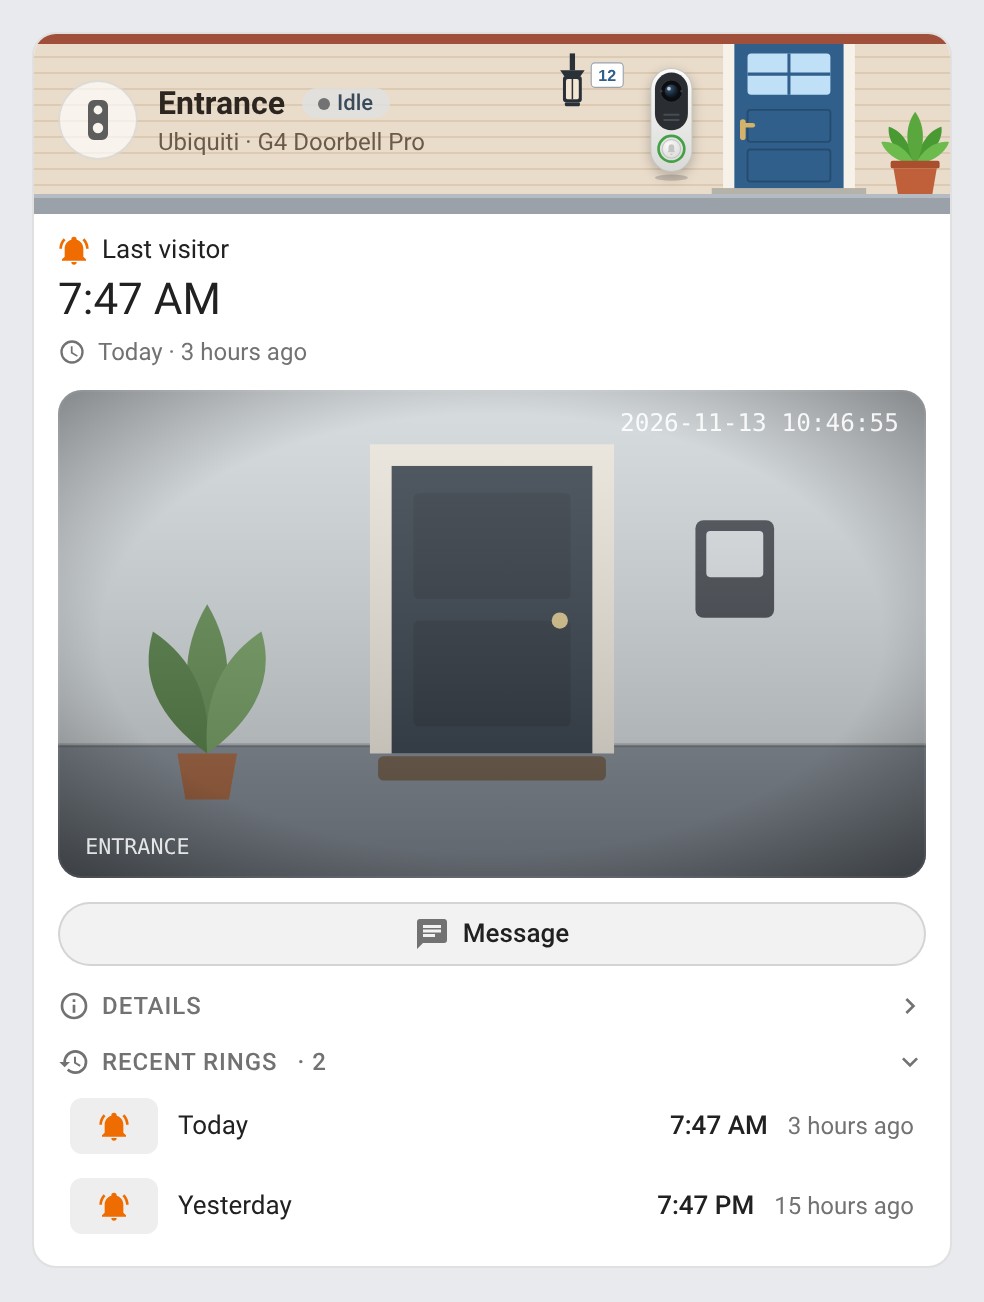 Entrance
Idle
Ubiquiti · G4 Doorbell Pro
12
Last visitor
7:47 AM
Today · 3 hours ago
2026-11-13 10:46:55
ENTRANCE
Message
DETAILS
RECENT RINGS · 2
Today 7:47 AM 3 hours ago
Yesterday 7:47 PM 15 hours ago